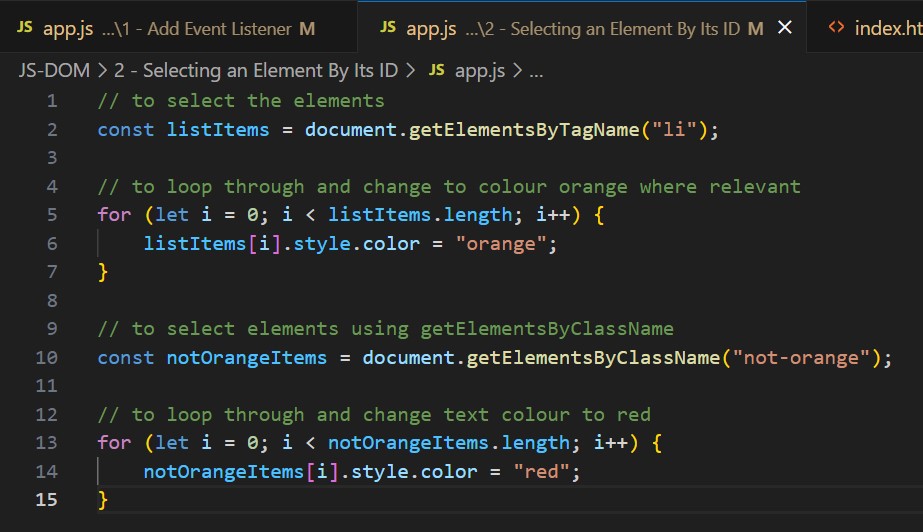 JS app.js ...\1 - Add Event Listener M JS app.js ...\2 - Selecting an Element By Its ID M × <> index.ht
JS-DOM > 2 - Selecting an Element By Its ID > JS app.js > ...
1 // to select the elements
2 const listItems = document.getElementsByTagName("li");
3
4 // to loop through and change to colour orange where relevant
5 for (let i = 0; i < listItems.length; i++) {
6     listItems[i].style.color = "orange";
7 }
8
9 // to select elements using getElementsByClassName
10 const notOrangeItems = document.getElementsByClassName("not-orange");
11
12 // to loop through and change text colour to red
13 for (let i = 0; i < notOrangeItems.length; i++) {
14     notOrangeItems[i].style.color = "red";
15 }